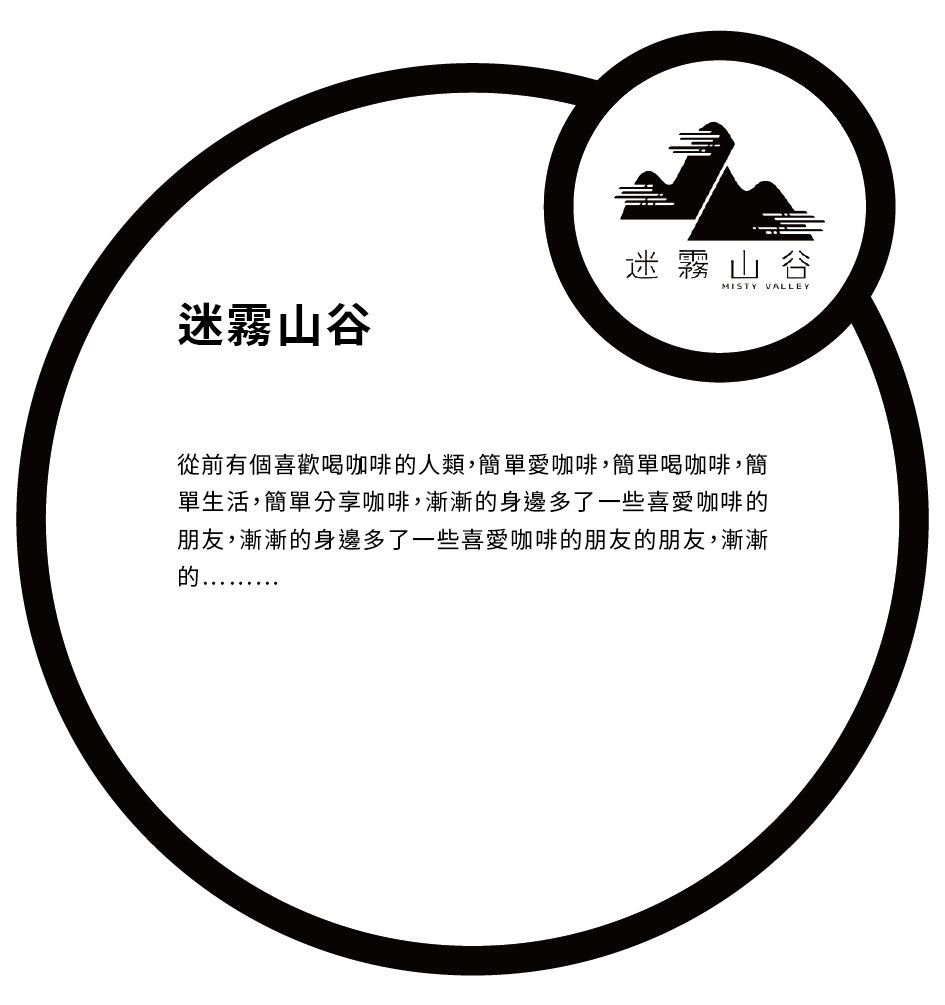 迷霧山谷
MISTY VALLEY
迷霧山谷
從前有個喜歡喝咖啡的人類,簡單愛咖啡,簡單喝咖啡,簡
單生活,簡單分享咖啡,漸漸的身邊多了一些喜愛咖啡的
朋友,漸漸的身邊多了一些喜愛咖啡的朋友的朋友,漸漸
的………